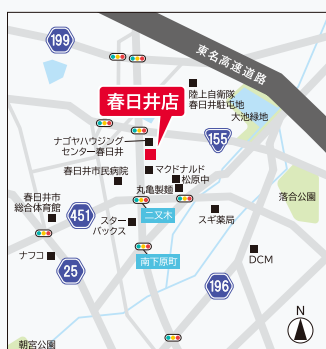 199
東名高速道路
陸上自衛隊
春日井駐屯地
大池緑地
春日井店
ナゴヤハウジング
センター春日井
155
マクドナルド
春日井市民病院
松原中
丸亀製麺
落合公園
春日井市
総合体育館
451
二又木
スギ薬局
スター
バックス
ナフコ
南下原町
DCM
25
196
N
朝宮公園